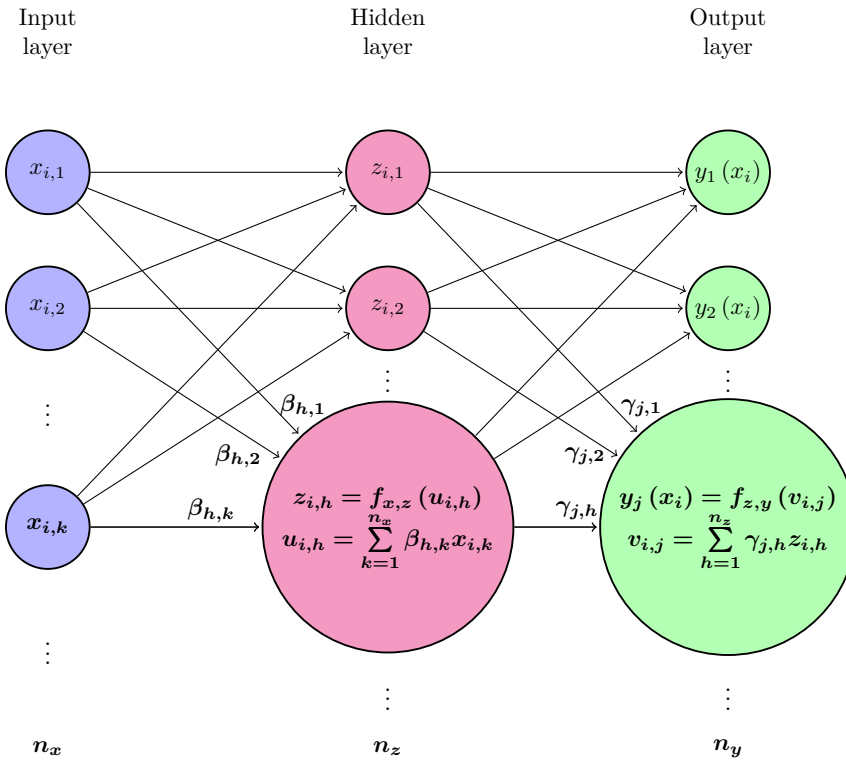 Input layer
Hidden layer
Output layer
x_{i,1}
z_{i,1}
y_1 (x_i)
x_{i,2}
z_{i,2}
y_2 (x_i)
⋮
⋮
⋮
β_{h,1}
γ_{j,1}
β_{h,2}
γ_{j,2}
x_{i,k}
β_{h,k}
z_{i,h} = f_{x,z} (u_{i,h})
u_{i,h} = \sum_{k=1}^{n_x} β_{h,k} x_{i,k}
γ_{j,h}
y_j (x_i) = f_{z,y} (v_{i,j})
v_{i,j} = \sum_{h=1}^{n_z} γ_{j,h} z_{i,h}
⋮
⋮
⋮
n_x
n_z
n_y